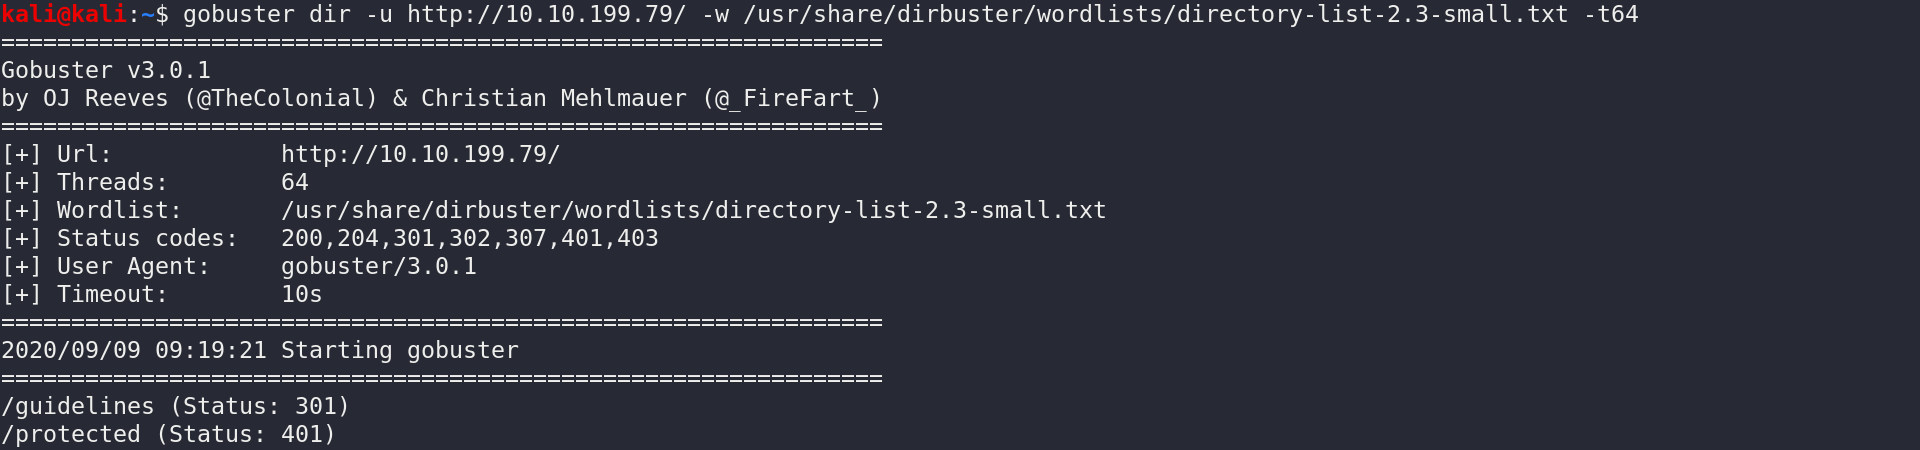 kali@kali:~$ gobuster dir -u http://10.10.199.79/ -w /usr/share/dirbuster/wordlists/directory-list-2.3-small.txt -t64
===============================================================
Gobuster v3.0.1
by OJ Reeves (@TheColonial) & Christian Mehlmauer (@_FireFart_)
===============================================================
[+] Url:            http://10.10.199.79/
[+] Threads:        64
[+] Wordlist:       /usr/share/dirbuster/wordlists/directory-list-2.3-small.txt
[+] Status codes:   200,204,301,302,307,401,403
[+] User Agent:     gobuster/3.0.1
[+] Timeout:        10s
===============================================================
2020/09/09 09:19:21 Starting gobuster
===============================================================
/guidelines (Status: 301)
/protected (Status: 401)